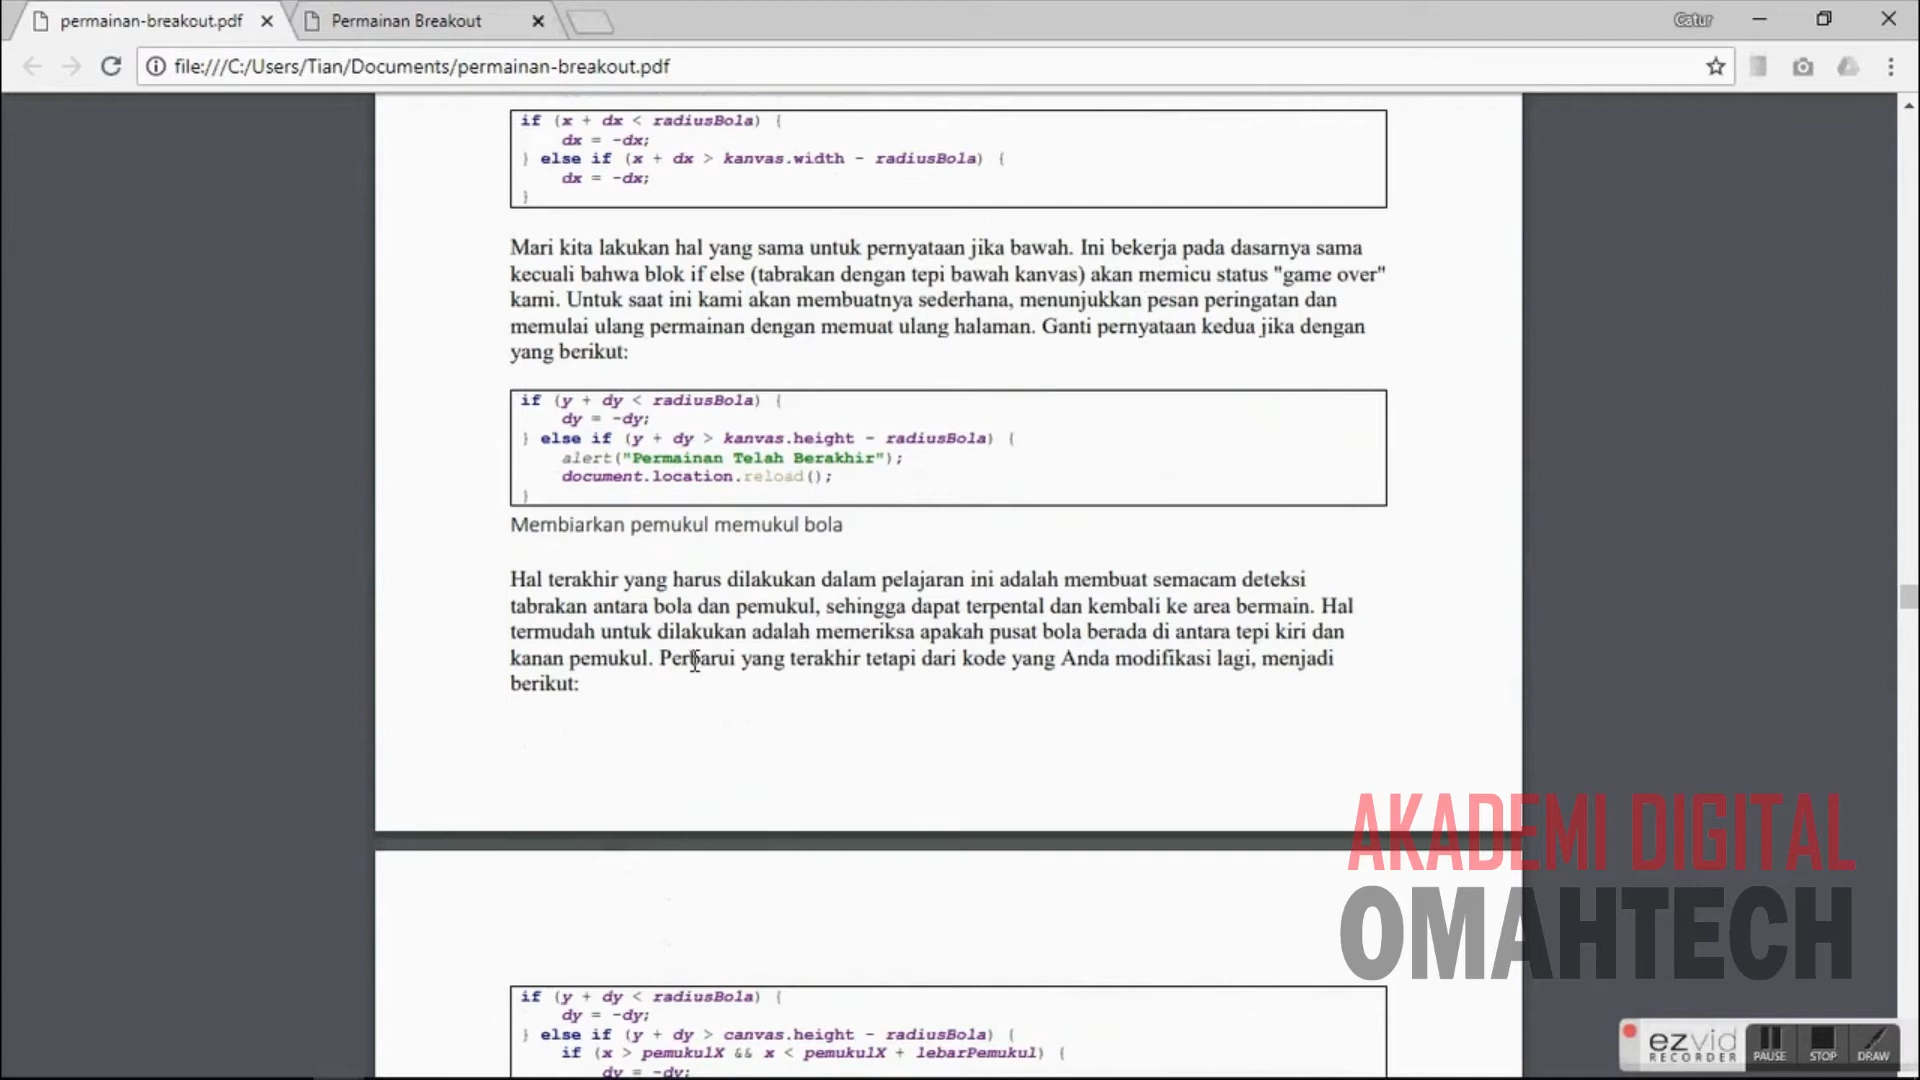 permainan-breakout.pdf
Permainan Breakout
Catur
file:///C:/Users/Tian/Documents/permainan-breakout.pdf
if (x + dx < radiusBola) {
dx = -dx;
} else if (x + dx > kanvas.width - radiusBola) {
dx = -dx;
}
Mari kita lakukan hal yang sama untuk pernyataan jika bawah. Ini bekerja pada dasarnya sama
kecuali bahwa blok if else (tabrakan dengan tepi bawah kanvas) akan memicu status "game over"
kami. Untuk saat ini kami akan membuatnya sederhana, menunjukkan pesan peringatan dan
memulai ulang permainan dengan memuat ulang halaman. Ganti pernyataan kedua jika dengan
yang berikut:
if (y + dy < radiusBola) {
dy = -dy;
} else if (y + dy > kanvas.height - radiusBola) {
alert("Permainan Telah Berakhir");
document.location.reload();
}
Membiarkan pemukul memukul bola
Hal terakhir yang harus dilakukan dalam pelajaran ini adalah membuat semacam deteksi
tabrakan antara bola dan pemukul, sehingga dapat terpental dan kembali ke area bermain. Hal
termudah untuk dilakukan adalah memeriksa apakah pusat bola berada di antara tepi kiri dan
kanan pemukul. Perbarui yang terakhir tetapi dari kode yang Anda modifikasi lagi, menjadi
berikut:
AKADEMI DIGITAL
OMAHTECH
if (y + dy < radiusBola) {
dy = -dy;
} else if (y + dy > canvas.height - radiusBola) {
if (x > pemukulX && x < pemukulX + lebarPemukul) {
dy = -dy;
ezvid
RECORDER
PAUSE
STOP
DRAW